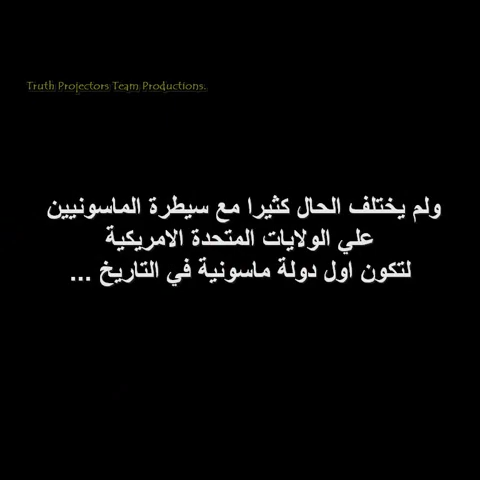 Truth Projectors Team Productions.
ولم يختلف الحال كثيرا مع سيطرة الماسونيين
علي الولايات المتحدة الامريكية
لتكون اول دولة ماسونية في التاريخ ...